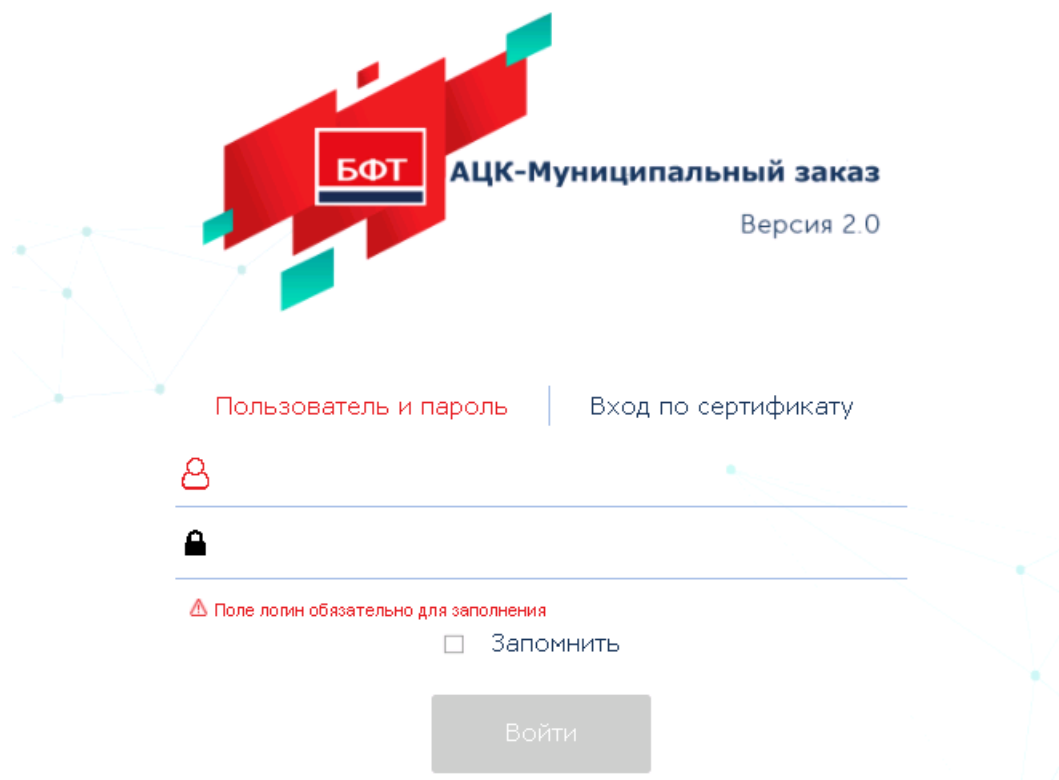 БФТ
АЦК-Муниципальный заказ
Версия 2.0
Пользователь и пароль
Вход по сертификату
Поле логин обязательно для заполнения
Запомнить
Войти